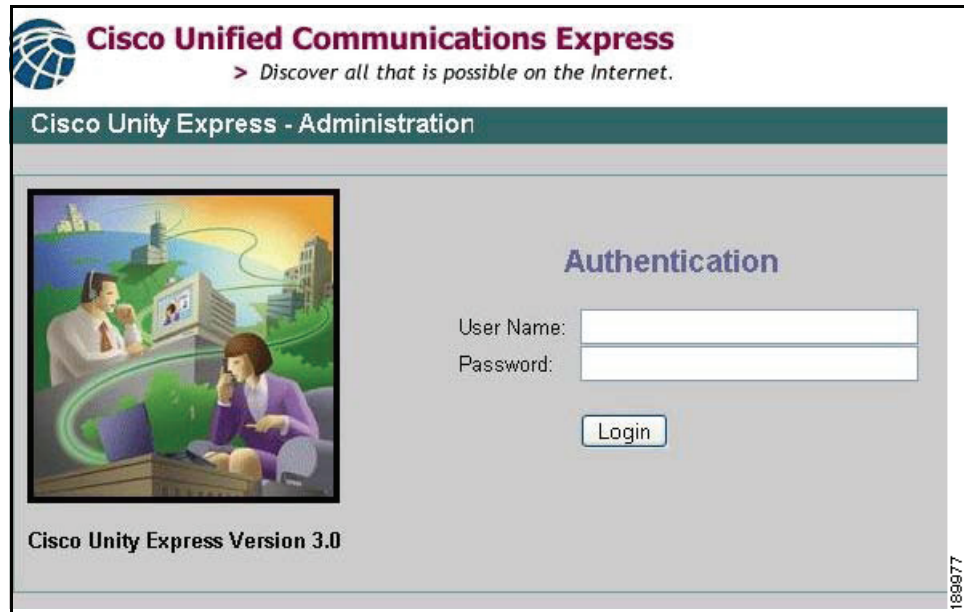 Cisco Unified Communications Express
> Discover all that is possible on the Internet.
Cisco Unity Express - Administration
Authentication
User Name:
Password:
Login
Cisco Unity Express Version 3.0
189977